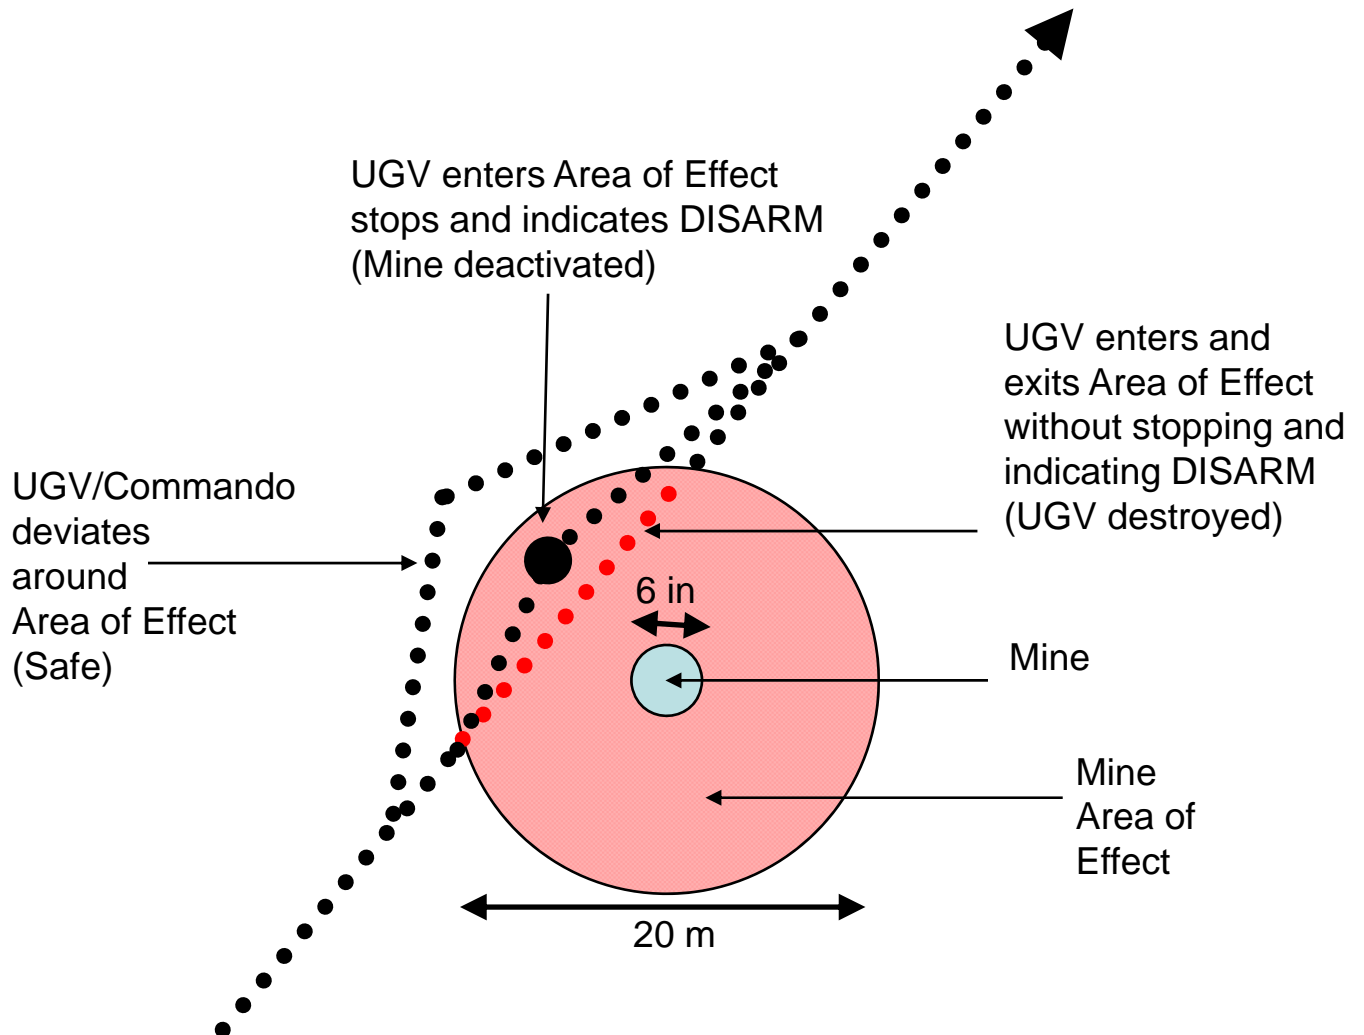 UGV enters Area of Effect
stops and indicates DISARM
(Mine deactivated)
UGV enters and
exits Area of Effect
without stopping and
indicating DISARM
(UGV destroyed)
UGV/Commando
deviates
around
Area of Effect
(Safe)
6 in
Mine
Mine
Area of
Effect
20 m